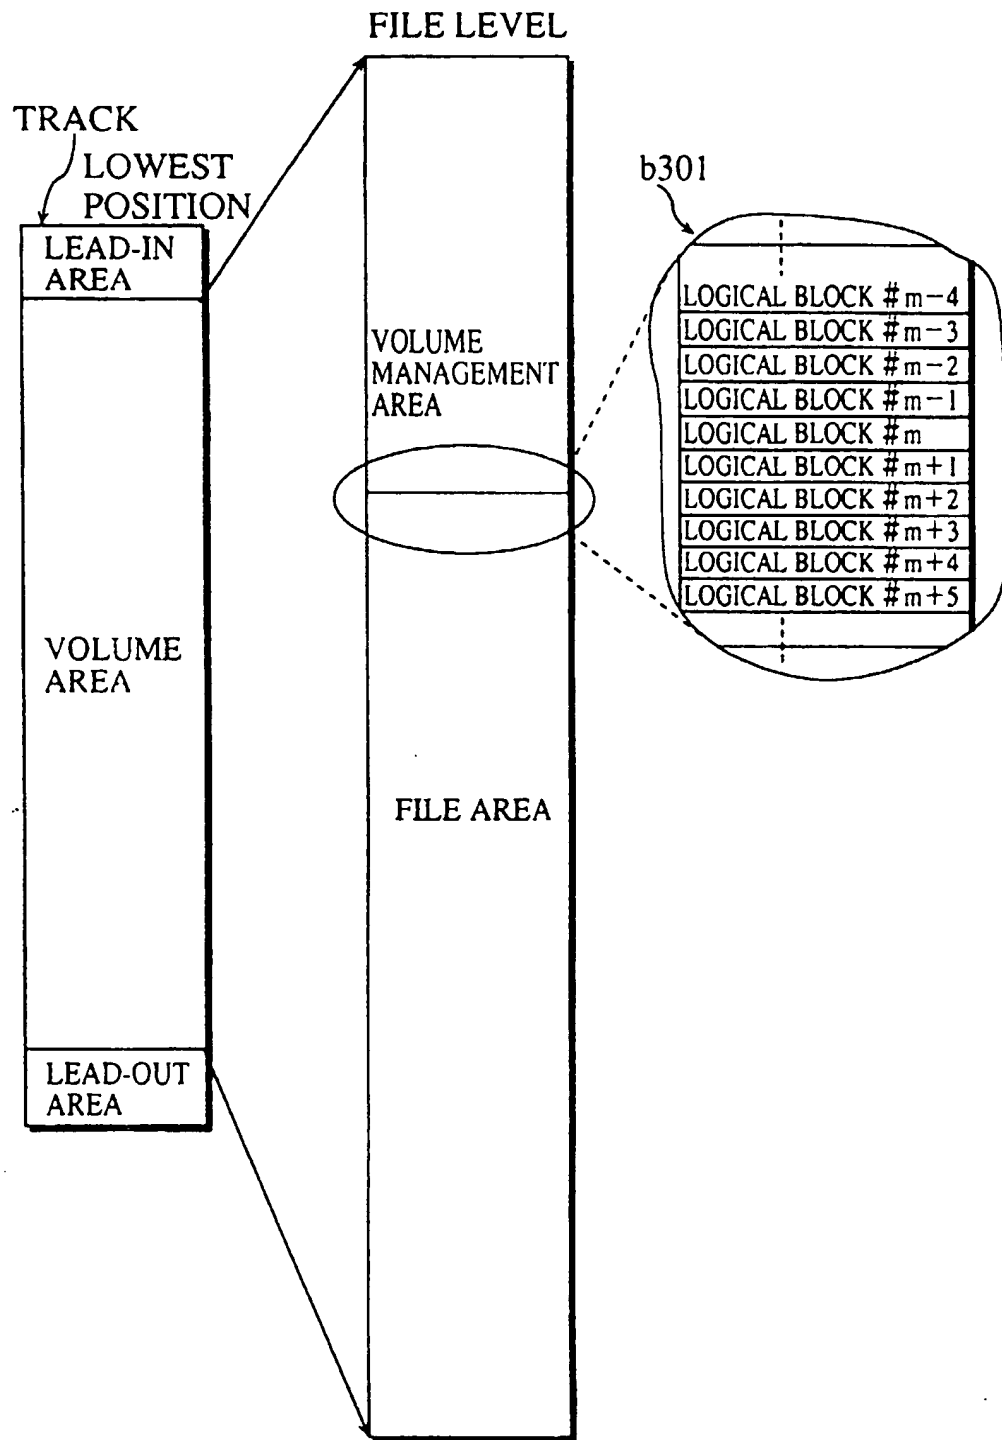 FILE LEVEL
TRACK
LOWEST
POSITION
LEAD-IN
AREA
VOLUME
AREA
LEAD-OUT
AREA
VOLUME
MANAGEMENT
AREA
FILE AREA
b301
LOGICAL BLOCK #m-4
LOGICAL BLOCK #m-3
LOGICAL BLOCK #m-2
LOGICAL BLOCK #m-1
LOGICAL BLOCK #m
LOGICAL BLOCK #m+1
LOGICAL BLOCK #m+2
LOGICAL BLOCK #m+3
LOGICAL BLOCK #m+4
LOGICAL BLOCK #m+5